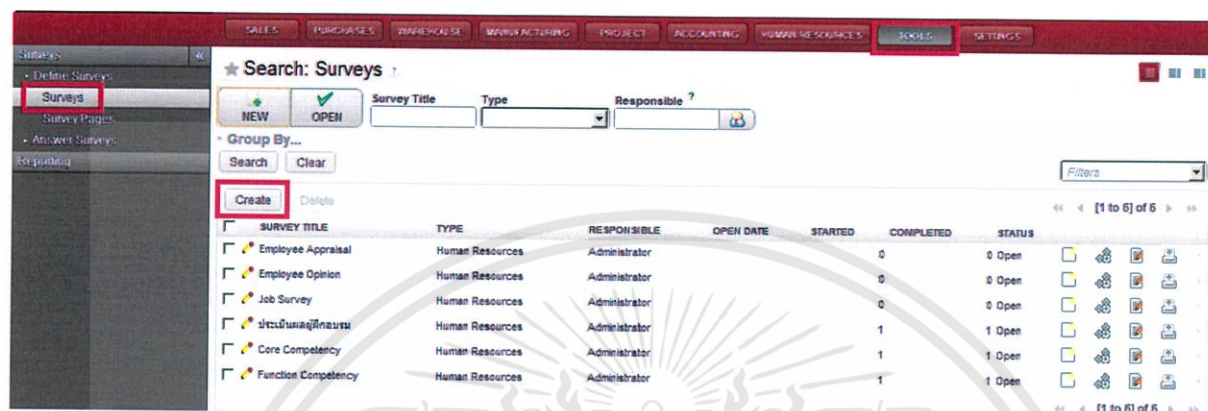 SALES PURCHASES WAREHOUSE MANUFACTURING PROJECT ACCOUNTING HUMAN RESOURCES TOOLS SETTINGS
Surveys
Define Surveys
Surveys
Survey Pages
Answer Surveys
Reporting
Search: Surveys ?
NEW OPEN Survey Title Type Responsible ?
Group By...
Search Clear
Filters
Create Delete
[1 to 6] of 6
SURVEY TITLE TYPE RESPONSIBLE OPEN DATE STARTED COMPLETED STATUS
Employee Appraisal Human Resources Administrator 0 0 Open
Employee Opinion Human Resources Administrator 0 0 Open
Job Survey Human Resources Administrator 0 0 Open
ประเมินผลผู้ฝึกอบรม Human Resources Administrator 1 1 Open
Core Competency Human Resources Administrator 1 1 Open
Function Competency Human Resources Administrator 1 1 Open
[1 to 6] of 6